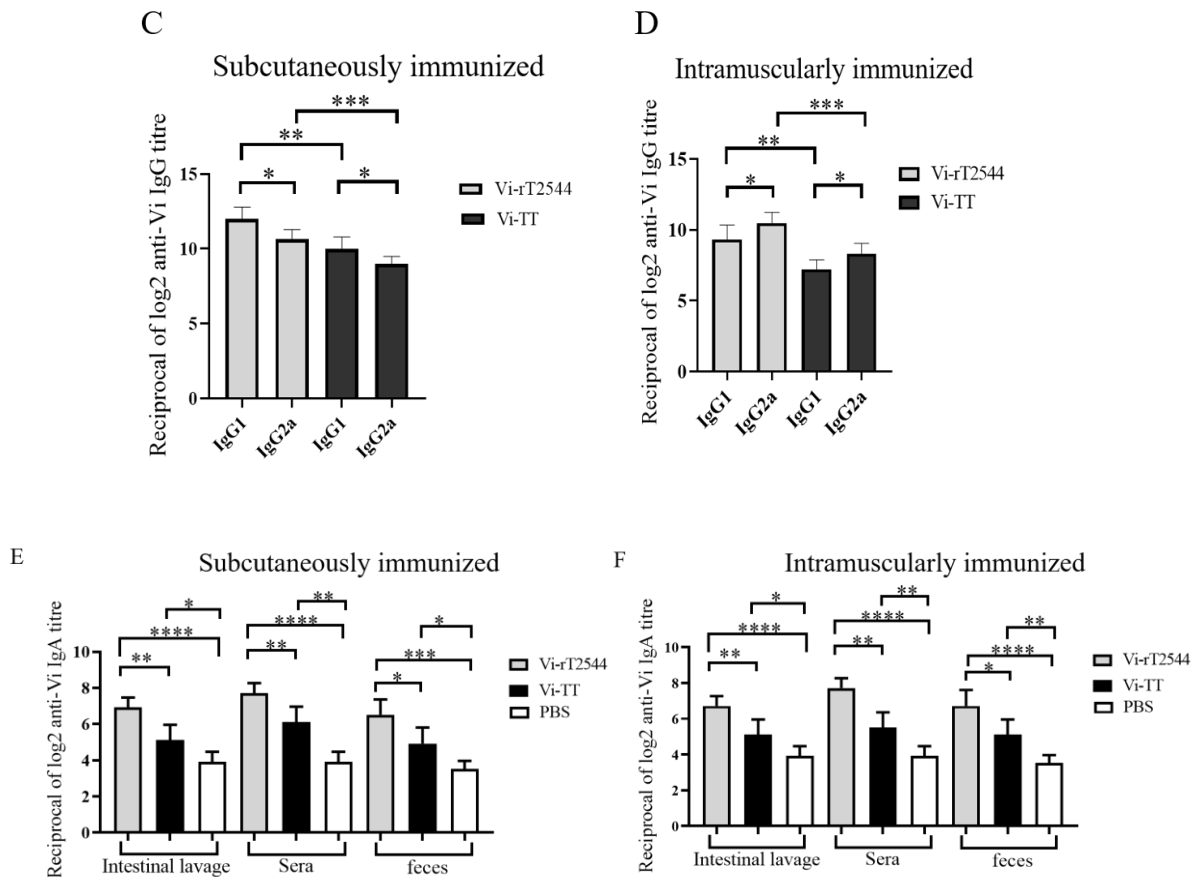 C
Subcutaneously immunized
Reciprocal of log2 anti-Vi IgG titre
***
**
*
*
15
10
5
0
IgG1
IgG2a
IgG1
IgG2a
Vi-rT2544
Vi-TT
D
Intramuscularly immunized
Reciprocal of log2 anti-Vi IgG titre
***
**
*
*
15
10
5
0
IgG1
IgG2a
IgG1
IgG2a
Vi-rT2544
Vi-TT
E
Subcutaneously immunized
Reciprocal of log2 anti-Vi IgA titre
*
****
**
**
****
**
*
***
*
10
8
6
4
2
0
Intestinal lavage
Sera
feces
Vi-rT2544
Vi-TT
PBS
F
Intramuscularly immunized
Reciprocal of log2 anti-Vi IgA titre
*
****
**
**
****
**
**
****
*
10
8
6
4
2
0
Intestinal lavage
Sera
feces
Vi-rT2544
Vi-TT
PBS